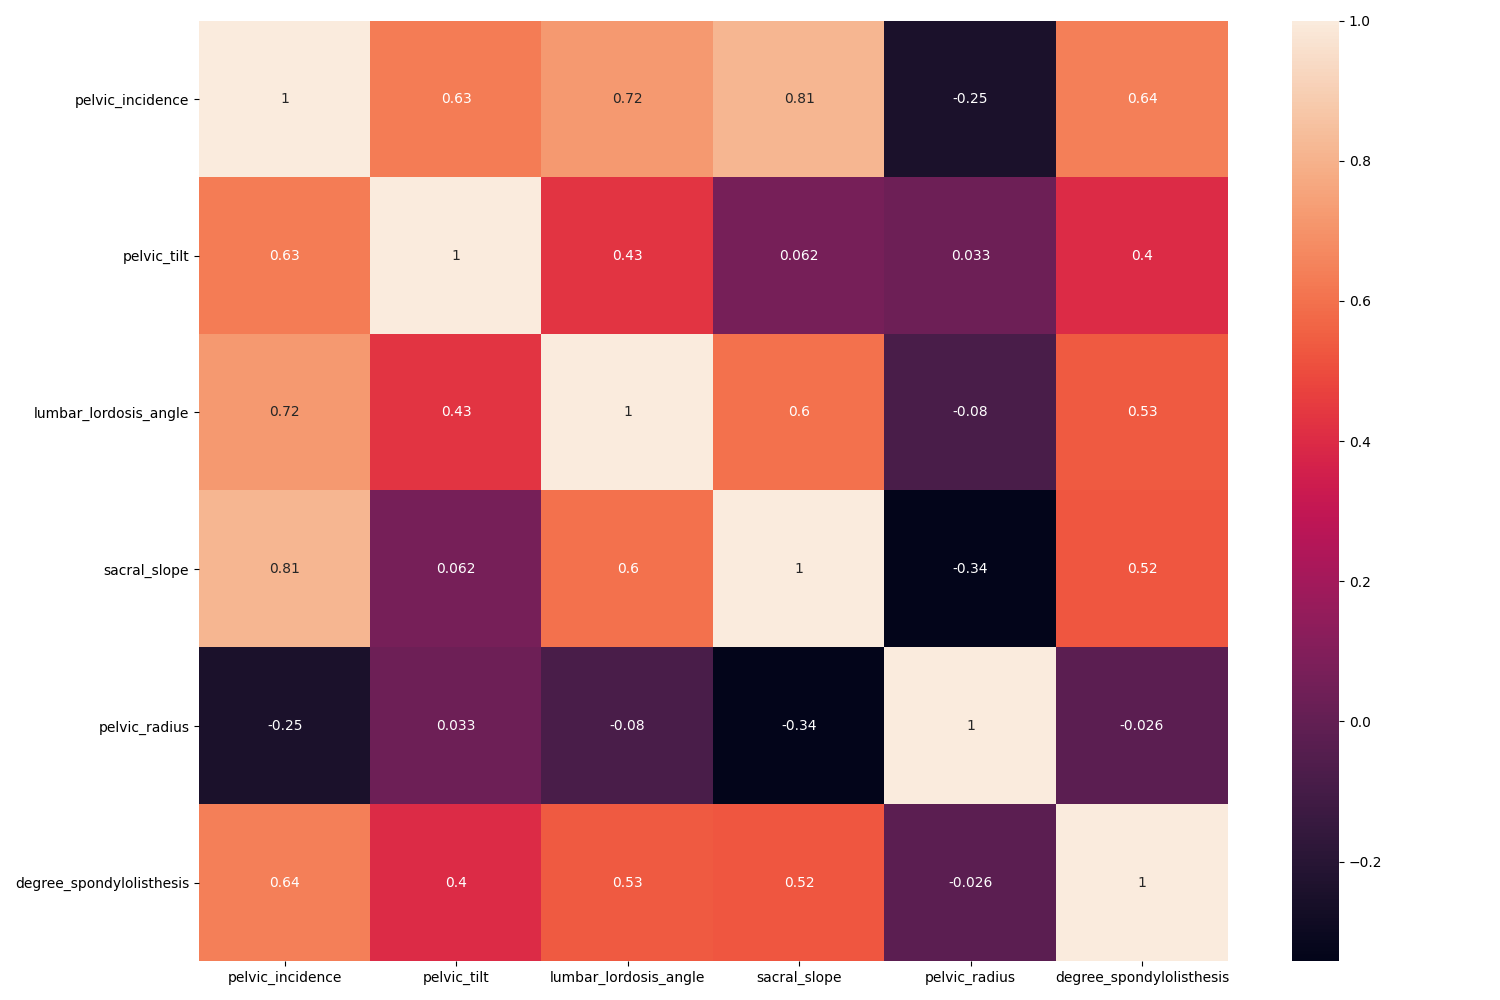 pelvic_incidence 1 0.63 0.72 0.81 -0.25 0.64
pelvic_tilt 0.63 1 0.43 0.062 0.033 0.4
lumbar_lordosis_angle 0.72 0.43 1 0.6 -0.08 0.53
sacral_slope 0.81 0.062 0.6 1 -0.34 0.52
pelvic_radius -0.25 0.033 -0.08 -0.34 1 -0.026
degree_spondylolisthesis 0.64 0.4 0.53 0.52 -0.026 1
pelvic_incidence pelvic_tilt lumbar_lordosis_angle sacral_slope pelvic_radius degree_spondylolisthesis
1.0
0.8
0.6
0.4
0.2
0.0
−0.2